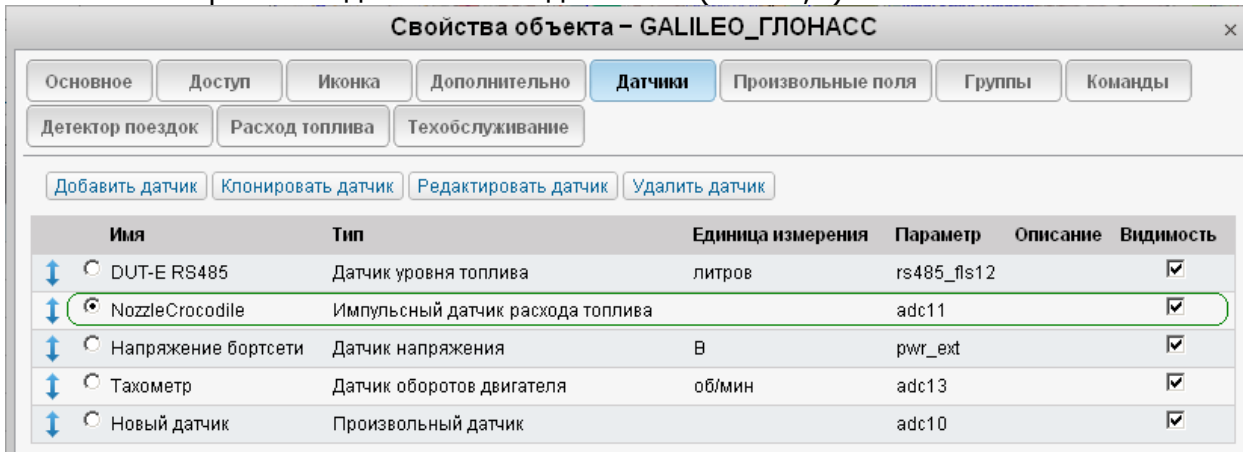 Свойства объекта – GALILEO_ГЛОНАСС ×
Основное Доступ Иконка Дополнительно Датчики Произвольные поля Группы Команды
Детектор поездок Расход топлива Техобслуживание
Добавить датчик Клонировать датчик Редактировать датчик Удалить датчик
Имя Тип Единица измерения Параметр Описание Видимость
DUT-E RS485 Датчик уровня топлива литров rs485_fls12
NozzleCrocodile Импульсный датчик расхода топлива adc11
Напряжение бортсети Датчик напряжения В pwr_ext
Тахометр Датчик оборотов двигателя об/мин adc13
Новый датчик Произвольный датчик adc10